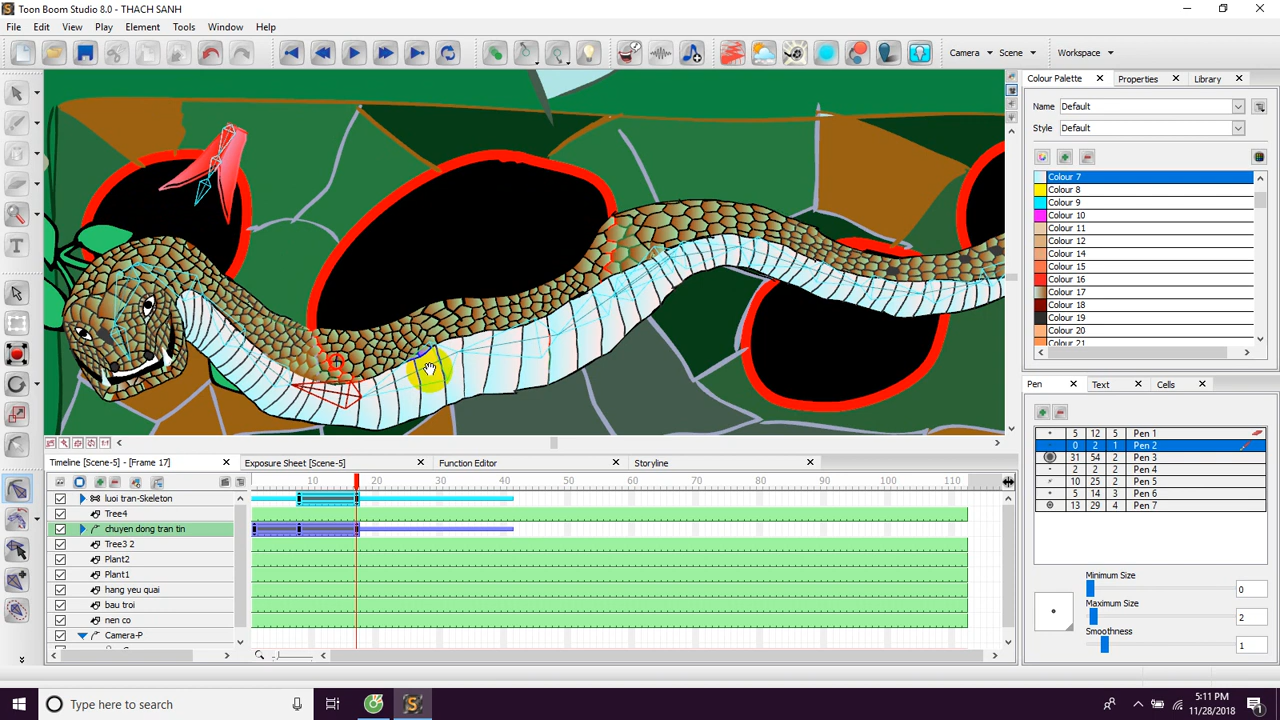 Toon Boom Studio 8.0 - THACH SANH
File Edit View Play Element Tools Window Help
Camera Scene Workspace
Colour Palette Properties Library
Name Default
Style Default
Colour 7
Colour 8
Colour 9
Colour 10
Colour 11
Colour 12
Colour 14
Colour 15
Colour 16
Colour 17
Colour 18
Colour 19
Colour 20
Colour 21
Pen Text Cells
5 12 5 Pen 1
0 2 1 Pen 2
31 54 2 Pen 3
2 2 2 Pen 4
10 25 2 Pen 5
5 14 3 Pen 6
13 29 4 Pen 7
Minimum Size
0
Maximum Size
2
Smoothness
1
Timeline [Scene-5] - [Frame 17] Exposure Sheet [Scene-5] Function Editor Storyline
10 20 30 40 50 60 70 80 90 100 110
luoi tran-Skeleton
Tree4
chuyen dong tran tin
Tree3 2
Plant2
Plant1
hang yeu quai
bau troi
nen co
Camera-P
Type here to search
5:11 PM
11/28/2018